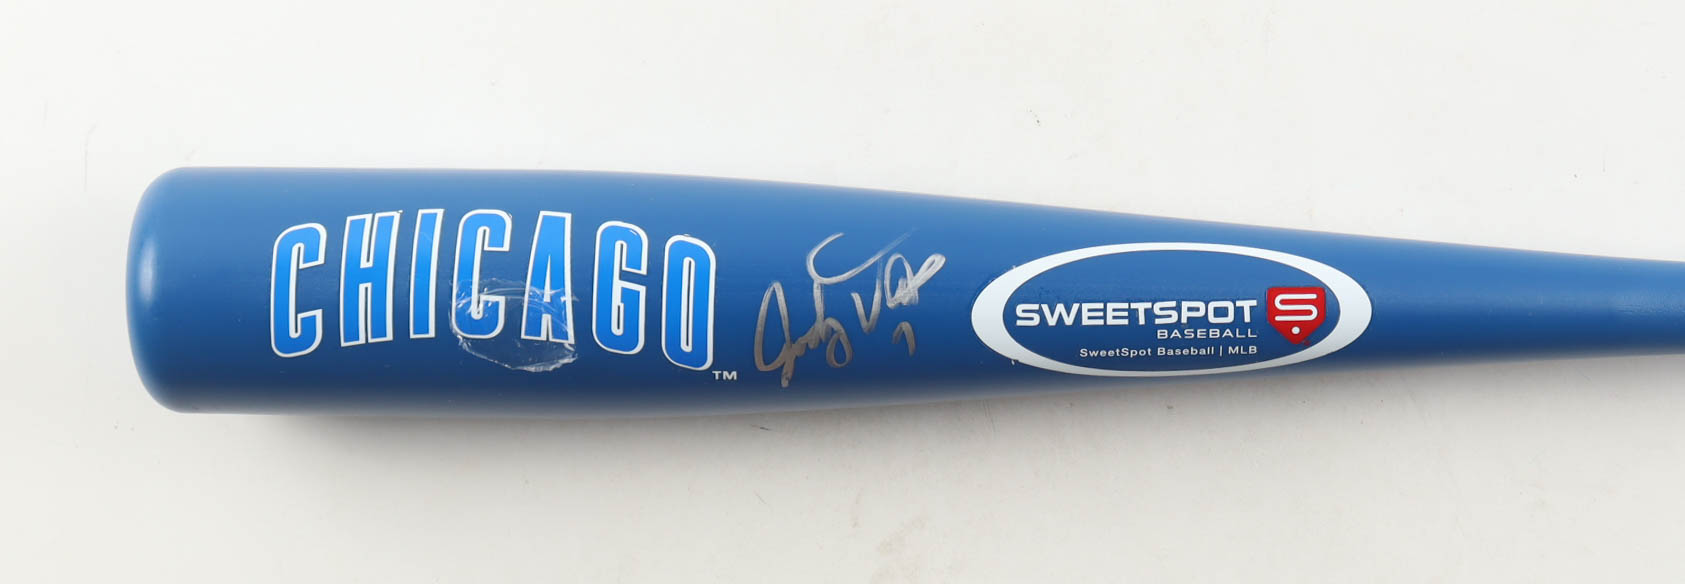 CHICAGO
TM
SWEETSPOT
BASEBALL
SweetSpot Baseball | MLB